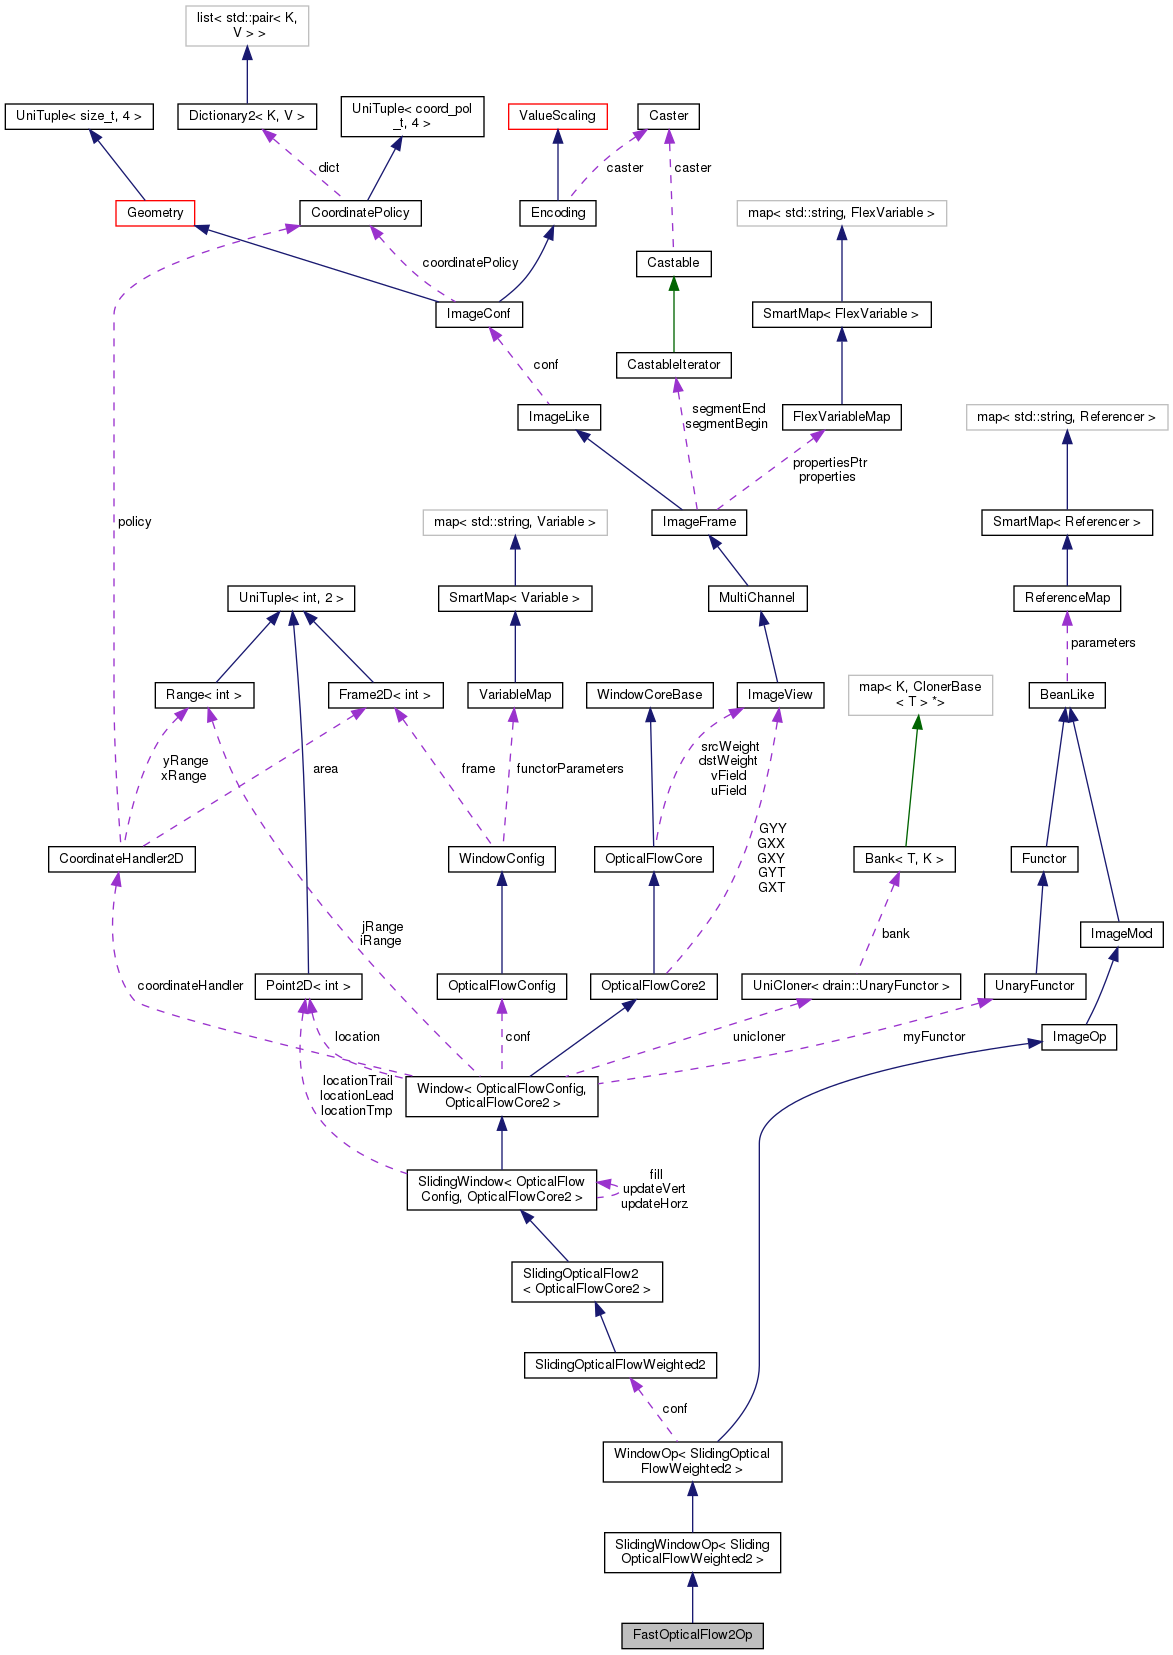 list< std::pair< K,
V > >
UniTuple< size_t, 4 >
Dictionary2< K, V >
UniTuple< coord_pol
_t, 4 >
ValueScaling
Caster
dict
caster
caster
Geometry
CoordinatePolicy
Encoding
map< std::string, FlexVariable >
coordinatePolicy
Castable
ImageConf
SmartMap< FlexVariable >
conf
CastableIterator
ImageLike
segmentEnd
segmentBegin
FlexVariableMap
map< std::string, Referencer >
propertiesPtr
properties
policy
map< std::string, Variable >
ImageFrame
SmartMap< Referencer >
UniTuple< int, 2 >
SmartMap< Variable >
MultiChannel
ReferenceMap
parameters
Range< int >
Frame2D< int >
VariableMap
WindowCoreBase
ImageView
map< K, ClonerBase
< T > *>
BeanLike
yRange
xRange
area
frame
functorParameters
srcWeight
dstWeight
vField
uField
GYY
GXX
GXY
GYT
GXT
CoordinateHandler2D
WindowConfig
OpticalFlowCore
Bank< T, K >
Functor
jRange
iRange
bank
ImageMod
coordinateHandler
Point2D< int >
OpticalFlowConfig
OpticalFlowCore2
UniCloner< drain::UnaryFunctor >
UnaryFunctor
location
conf
unicloner
myFunctor
ImageOp
locationTrail
locationLead
locationTmp
Window< OpticalFlowConfig,
OpticalFlowCore2 >
SlidingWindow< OpticalFlow
Config, OpticalFlowCore2 >
fill
updateVert
updateHorz
SlidingOpticalFlow2
< OpticalFlowCore2 >
SlidingOpticalFlowWeighted2
conf
WindowOp< SlidingOptical
FlowWeighted2 >
SlidingWindowOp< Sliding
OpticalFlowWeighted2 >
FastOpticalFlow2Op